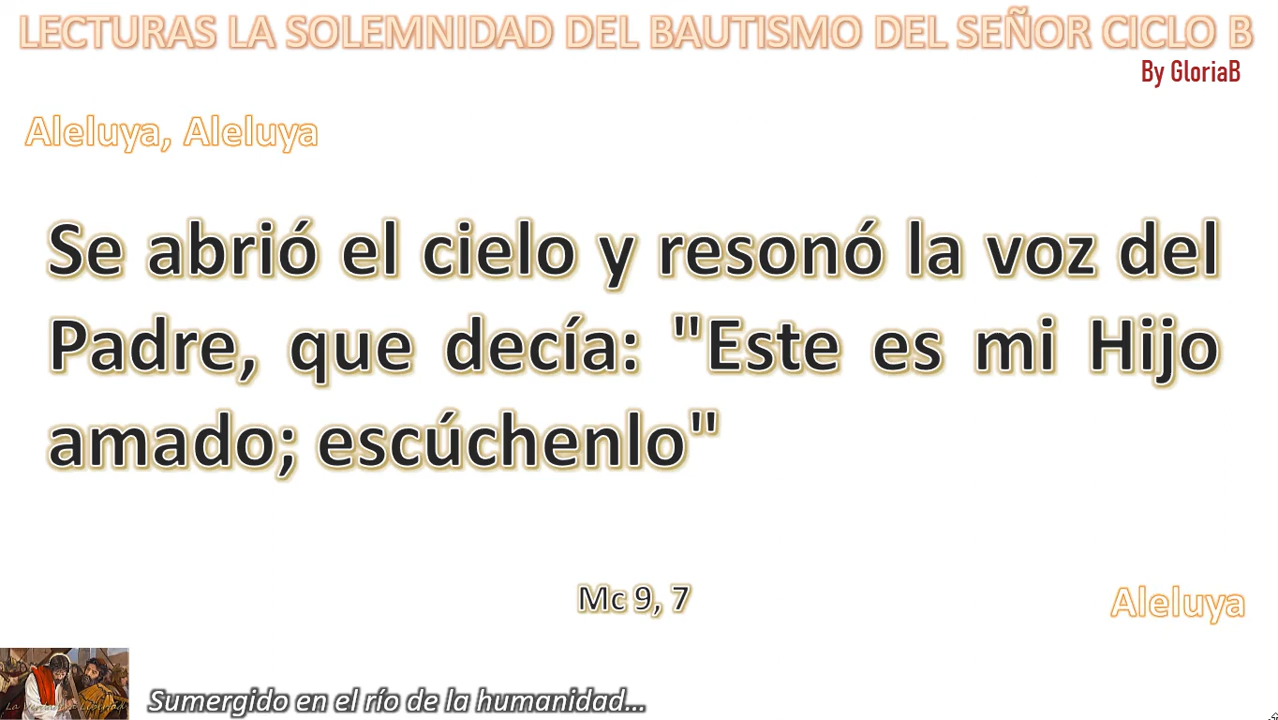 LECTURAS LA SOLEMNIDAD DEL BAUTISMO DEL SEÑOR CICLO B
By GloriaB
Aleluya, Aleluya
Se abrió el cielo y resonó la voz del
Padre, que decía: "Este es mi Hijo
amado; escúchenlo"
Mc 9, 7
Aleluya
Sumergido en el río de la humanidad...